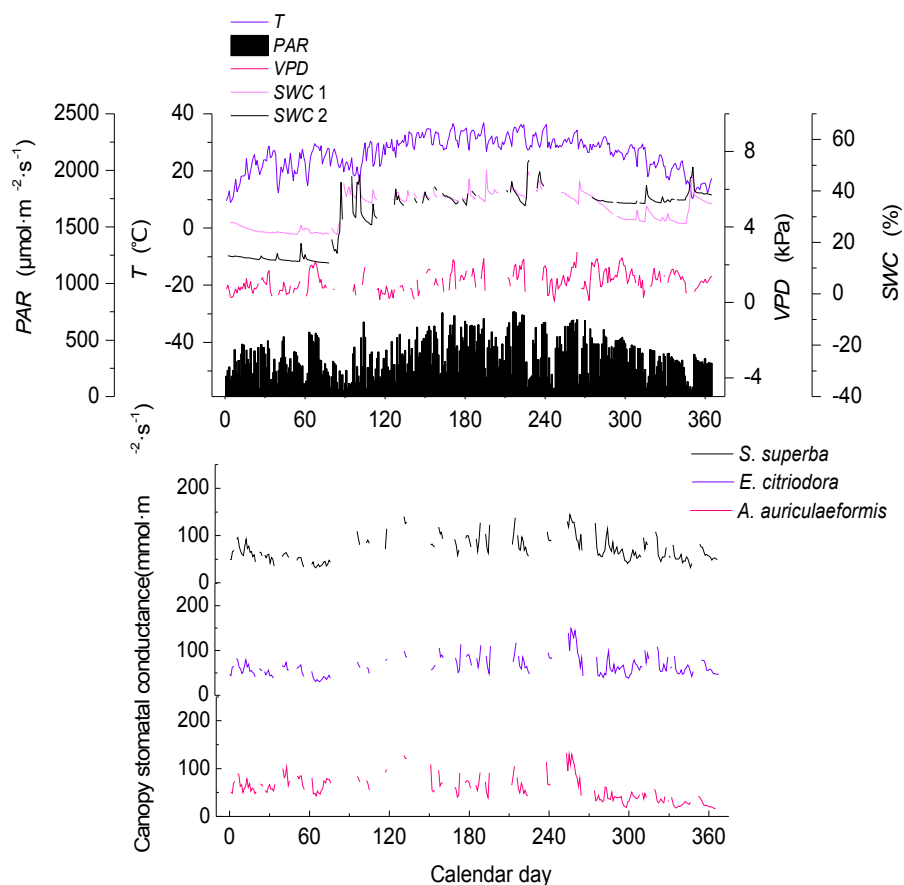 T
PAR
VPD
SWC 1
SWC 2
2500 40
2000 20
1500 0
1000 -20
500 -40
0
8 60
4 40
20
0 0
-20
-4 -40
PAR (μmol·m⁻²·s⁻¹)
T (℃)
VPD (kPa)
SWC (%)
0 60 120 180 240 300 360
S. superba
E. citriodora
A. auriculaeformis
Canopy stomatal conductance(mmol·m⁻²·s⁻¹)
200
100
50
0
200
100
50
0
200
100
50
0
0 60 120 180 240 300 360
Calendar day